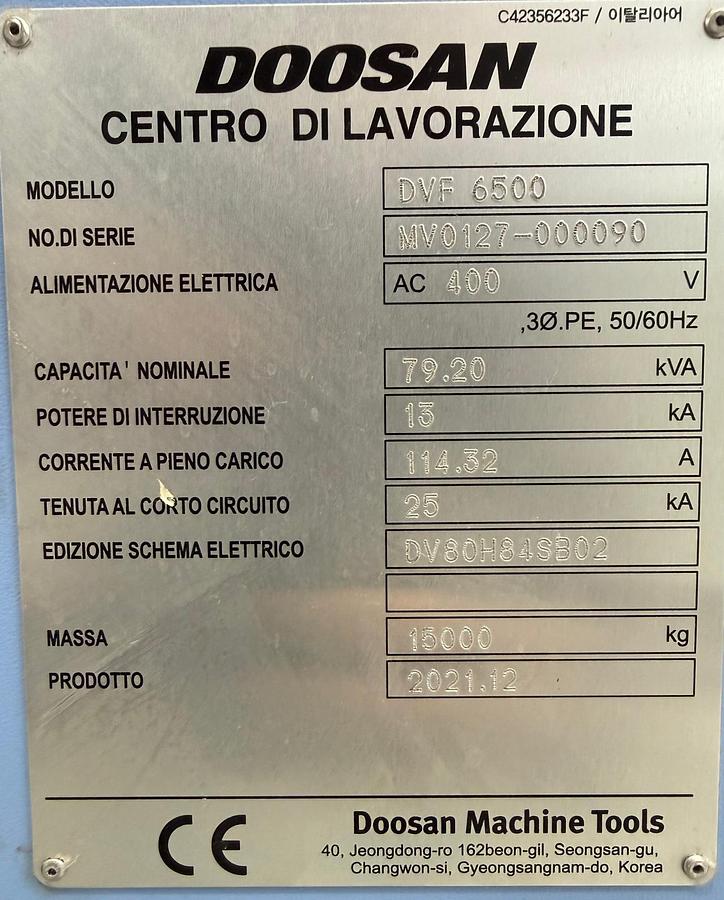 C42356233F / 이탈리아어
DOOSAN
CENTRO DI LAVORAZIONE
MODELLO DVF 6500
NO.DI SERIE MV0127-000090
ALIMENTAZIONE ELETTRICA AC 400 V
,3Ø.PE, 50/60Hz
CAPACITA' NOMINALE 79.20 kVA
POTERE DI INTERRUZIONE 13 kA
CORRENTE A PIENO CARICO 114.32 A
TENUTA AL CORTO CIRCUITO 25 kA
EDIZIONE SCHEMA ELETTRICO DV80H84SB02
MASSA 15000 kg
PRODOTTO 2021.12
CE
Doosan Machine Tools
40, Jeongdong-ro 162beon-gil, Seongsan-gu,
Changwon-si, Gyeongsangnam-do, Korea